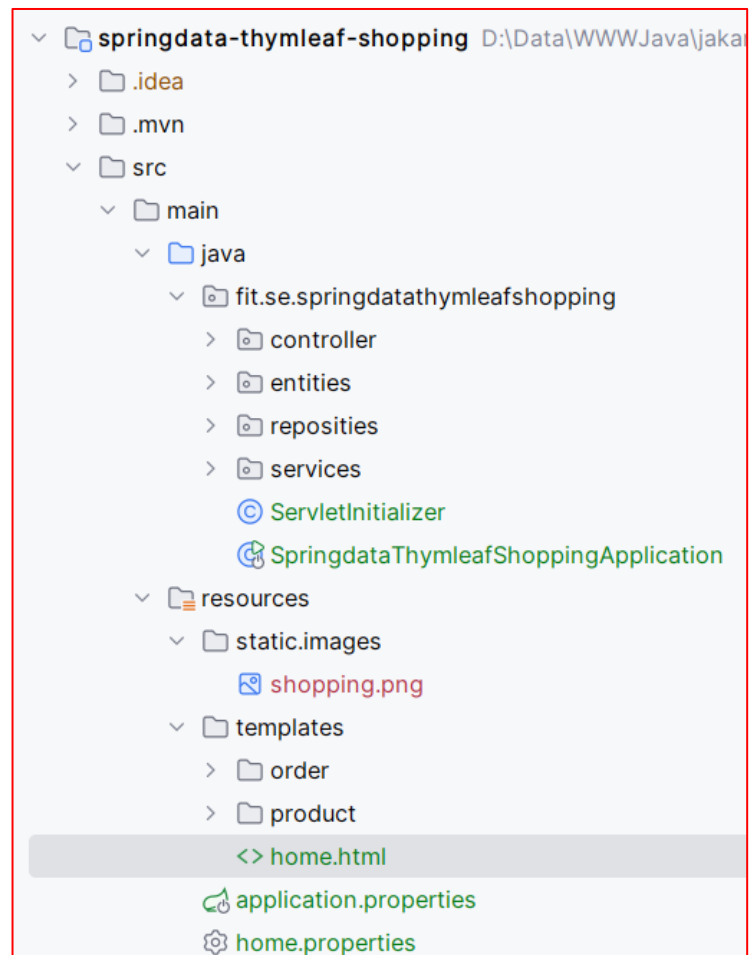 springdata-thymleaf-shopping D:\Data\WWWJava\jakar
.idea
.mvn
src
main
java
fit.se.springdatathymleafshopping
controller
entities
reposities
services
ServletInitializer
SpringdataThymleafShoppingApplication
resources
static.images
shopping.png
templates
order
product
home.html
application.properties
home.properties